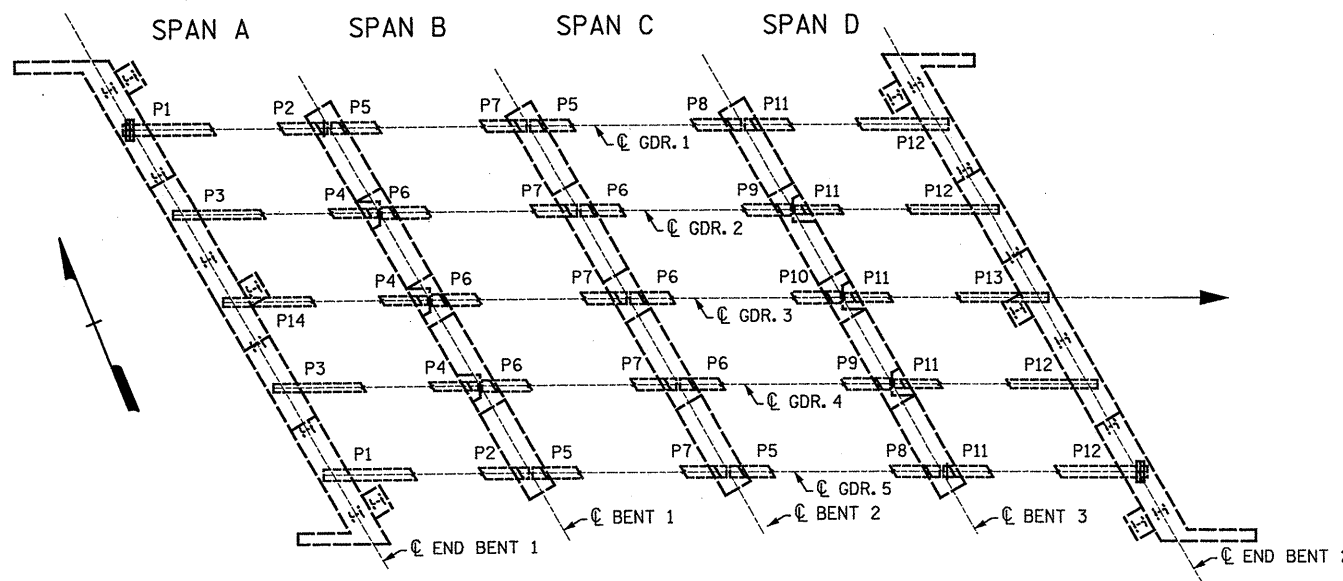 SPAN A SPAN B SPAN C SPAN D
P1 P2 P5 P7 P5 P8 P11 P12
℄ GDR. 1
P3 P4 P6 P7 P6 P9 P11 P12
℄ GDR. 2
P14 P4 P6 P7 P6 P10 P11 P13
℄ GDR. 3
P3 P4 P6 P7 P6 P9 P11 P12
℄ GDR. 4
P1 P2 P5 P7 P5 P8 P11 P12
℄ GDR. 5
℄ BENT 1 ℄ BENT 2 ℄ BENT 3
℄ END BENT 1 ℄ END BENT 2